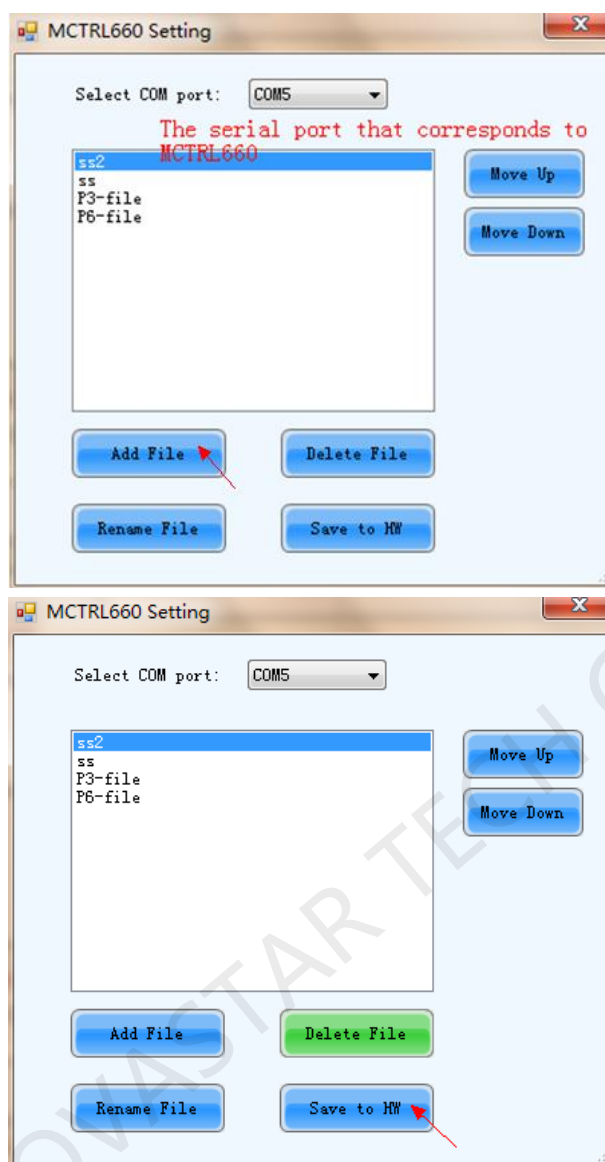 MCTRL660 Setting
Select COM port: COM5
The serial port that corresponds to
MCTRL660
ss2
ss
P3-file
P6-file
Move Up
Move Down
Add File
Delete File
Rename File
Save to HW
MCTRL660 Setting
Select COM port: COM5
ss2
ss
P3-file
P6-file
Move Up
Move Down
Add File
Delete File
Rename File
Save to HW
OVASTAR TECH